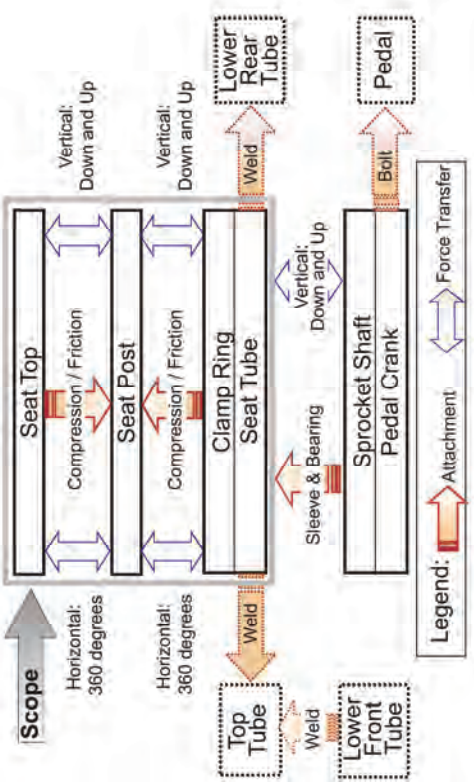 Scope
Seat Top
Horizontal:
360 degrees
Compression / Friction
Vertical:
Down and Up
Seat Post
Horizontal:
360 degrees
Compression / Friction
Vertical:
Down and Up
Top
Tube
Weld
Clamp Ring
Seat Tube
Weld
Lower
Rear
Tube
Weld
Sleeve & Bearing
Vertical:
Down and Up
Lower
Front
Tube
Sprocket Shaft
Pedal Crank
Bolt
Pedal
Legend:
Attachment
Force Transfer